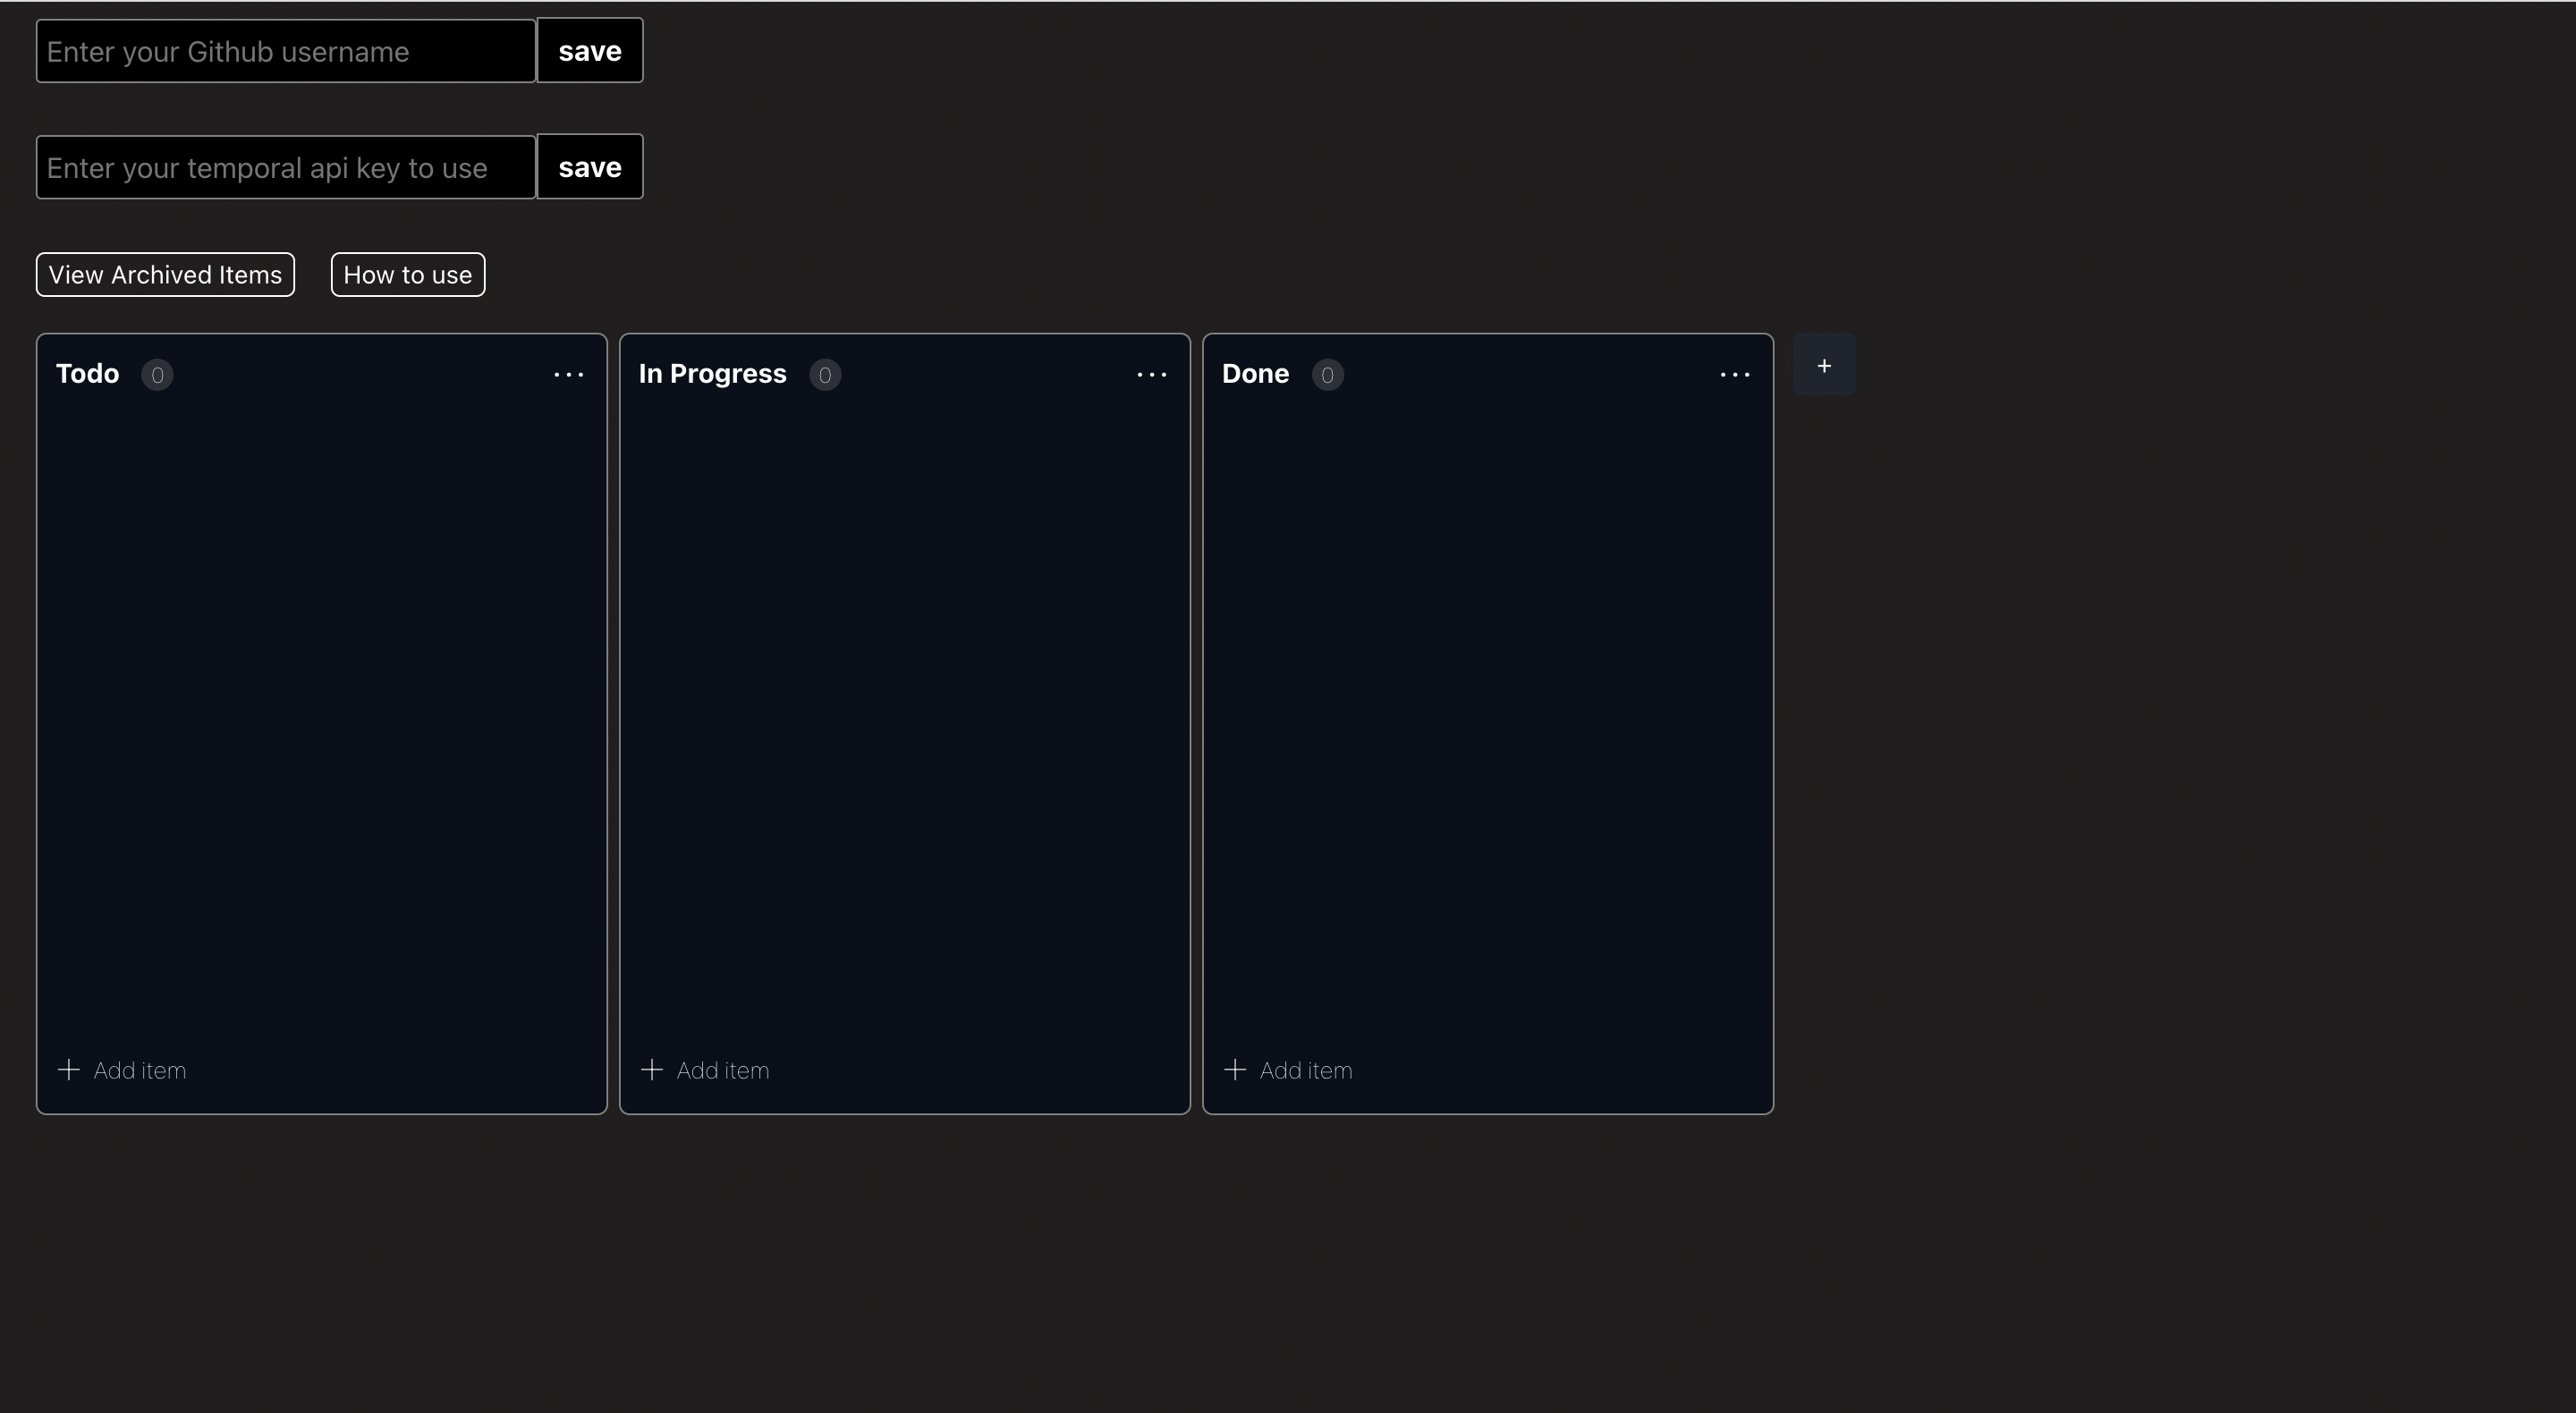 Enter your Github username save
Enter your temporal api key to use save
View Archived Items How to use
Todo 0 ... In Progress 0 ... Done 0 ... +
+ Add item + Add item + Add item